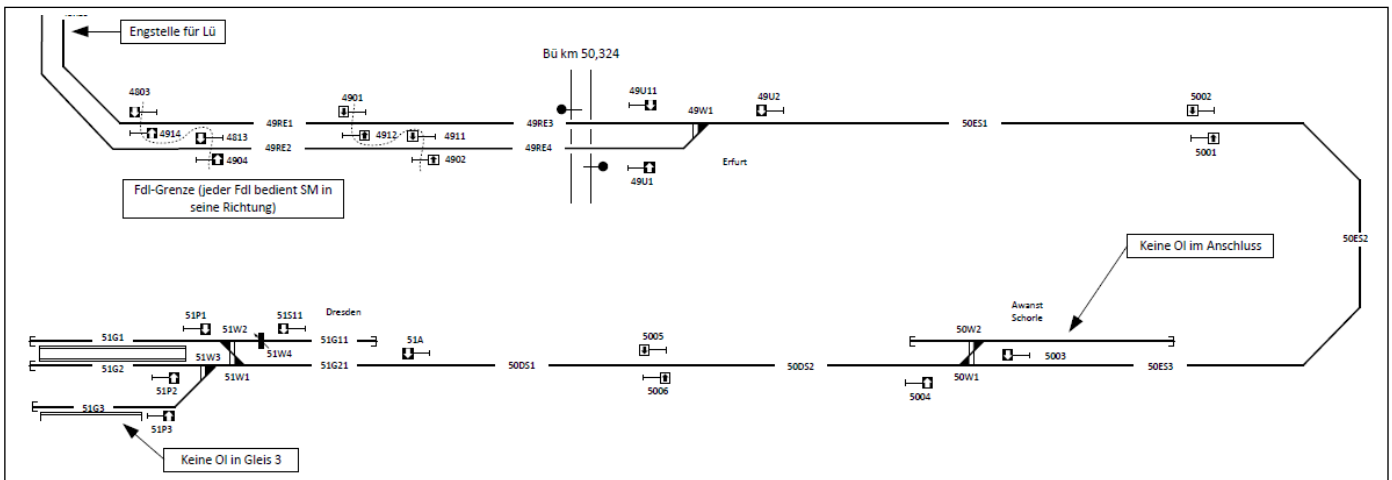 Engstelle für Lü
Bü km 50,324
4803
4901
49U11
49U2
5002
49W1
49RE1
49RE3
50ES1
4914
4813
4912
4911
49RE2
49RE4
5001
4904
4902
49U1
Erfurt
Fdl-Grenze (jeder Fdl bedient SM in
seine Richtung)
50ES2
Keine Ol im Anschluss
51P1
51S11
Dresden
Awanst
Schorle
51W2
50W2
51G1
51W4
51G11
51A
5005
5003
51W3
51G2
51W1
51G21
50DS1
50DS2
50W1
50ES3
51P2
5006
5004
51G3
51P3
Keine Ol in Gleis 3